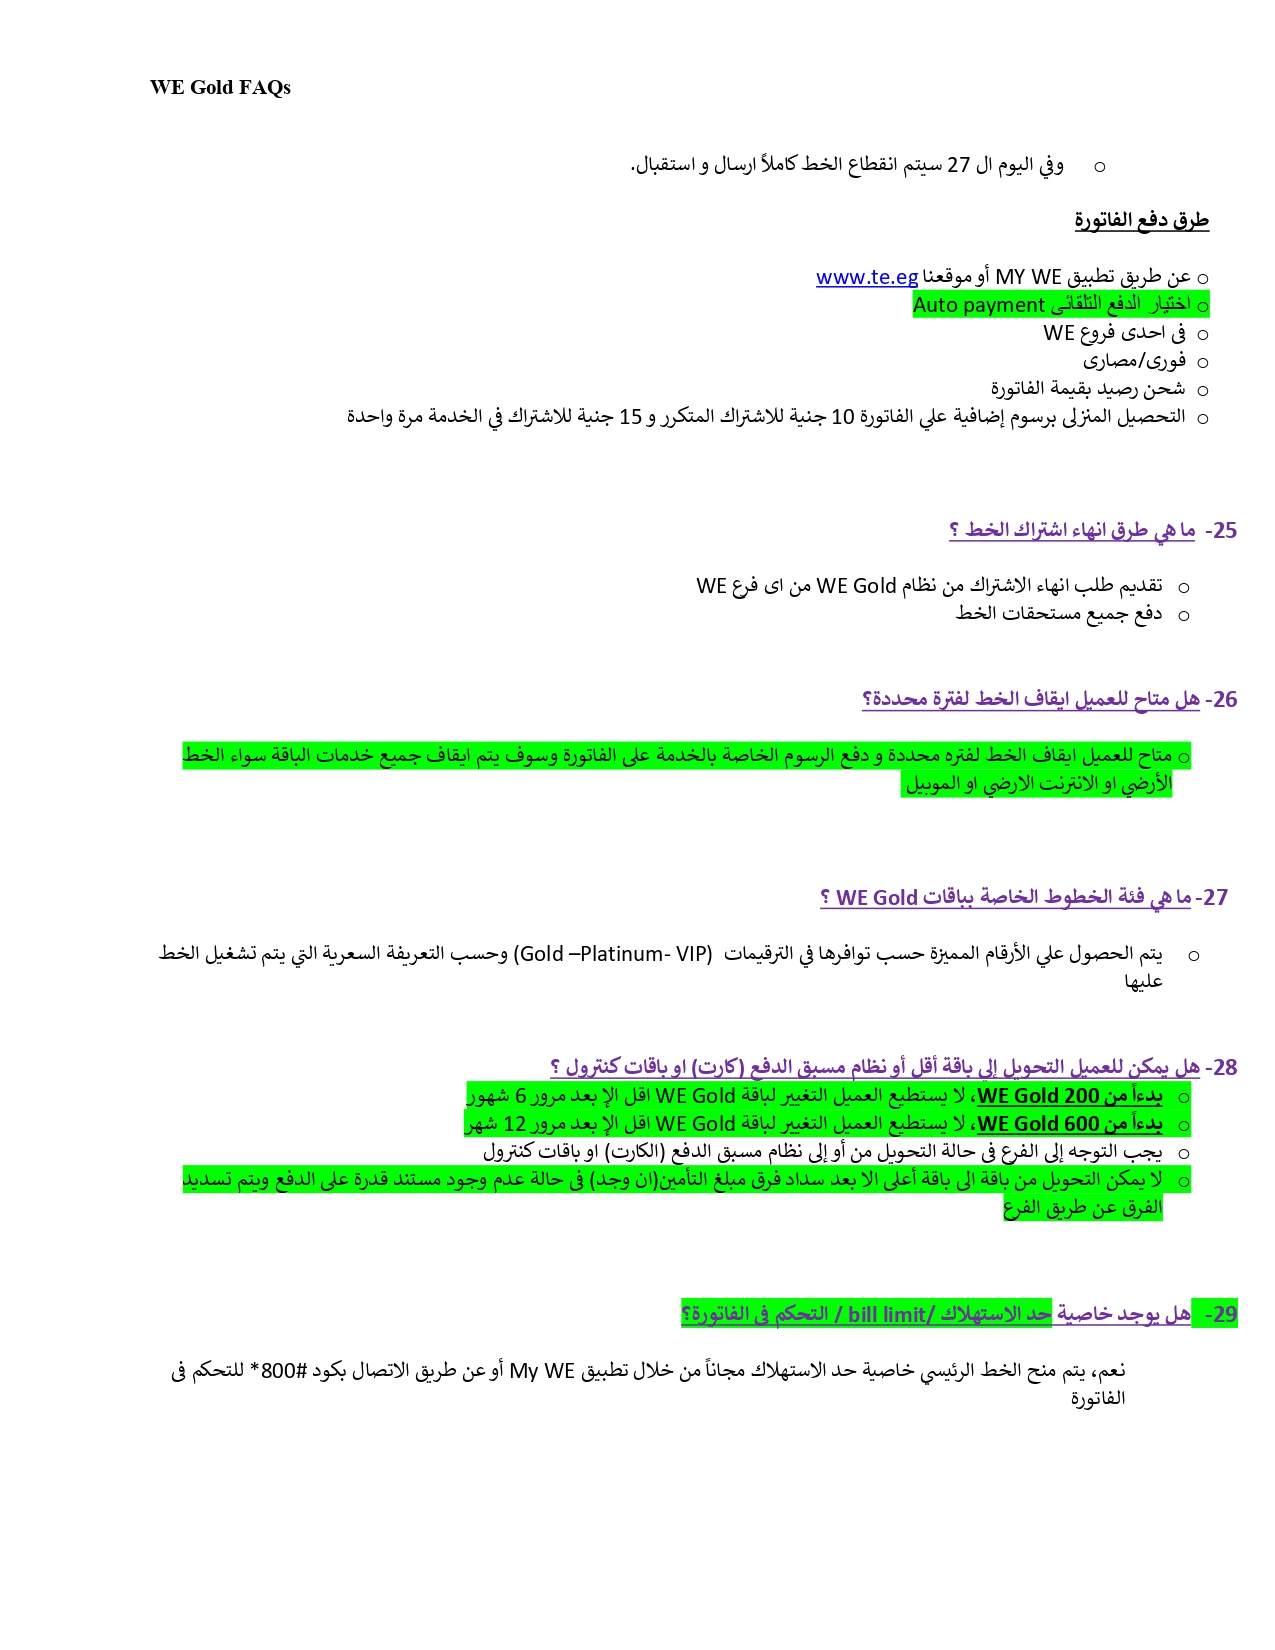 WE Gold FAQs
o وفي اليوم ال 27 سيتم انقطاع الخط كاملاً ارسال و استقبال.
طرق دفع الفاتورة
o عن طريق تطبيق MY WE أو موقعنا www.te.eg
o اختيار الدفع التلقائى Auto payment
o فى احدى فروع WE
o فورى/مصارى
o شحن رصيد بقيمة الفاتورة
o التحصيل المنزلى برسوم إضافية علي الفاتورة 10 جنية للاشتراك المتكرر و 15 جنية للاشتراك في الخدمة مرة واحدة
25- ما هي طرق انهاء اشتراك الخط ؟
o تقديم طلب انهاء الاشتراك من نظام WE Gold من اى فرع WE
o دفع جميع مستحقات الخط
26- هل متاح للعميل ايقاف الخط لفترة محددة؟
o متاح للعميل ايقاف الخط لفتره محددة و دفع الرسوم الخاصة بالخدمة على الفاتورة وسوف يتم ايقاف جميع خدمات الباقة سواء الخط
الأرضي او الانترنت الارضي او الموبيل
27- ما هي فئة الخطوط الخاصة بباقات WE Gold ؟
o يتم الحصول علي الأرقام المميزة حسب توافرها في الترقيمات (Gold –Platinum- VIP) وحسب التعريفة السعرية التي يتم تشغيل الخط
عليها
28- هل يمكن للعميل التحويل إلي باقة أقل أو نظام مسبق الدفع (كارت) او باقات كنترول ؟
o بدءاً من WE Gold 200، لا يستطيع العميل التغيير لباقة WE Gold اقل الإ بعد مرور 6 شهور
o بدءاً من WE Gold 600، لا يستطيع العميل التغيير لباقة WE Gold اقل الإ بعد مرور 12 شهر
o يجب التوجه إلى الفرع فى حالة التحويل من أو إلى نظام مسبق الدفع (الكارت) او باقات كنترول
o لا يمكن التحويل من باقة الى باقة أعلى الا بعد سداد فرق مبلغ التأمين(ان وجد) فى حالة عدم وجود مستند قدرة على الدفع ويتم تسديد
الفرق عن طريق الفرع
29- هل يوجد خاصية حد الاستهلاك /bill limit / التحكم فى الفاتورة؟
نعم، يتم منح الخط الرئيسي خاصية حد الاستهلاك مجاناً من خلال تطبيق My WE أو عن طريق الاتصال بكود #800* للتحكم فى
الفاتورة